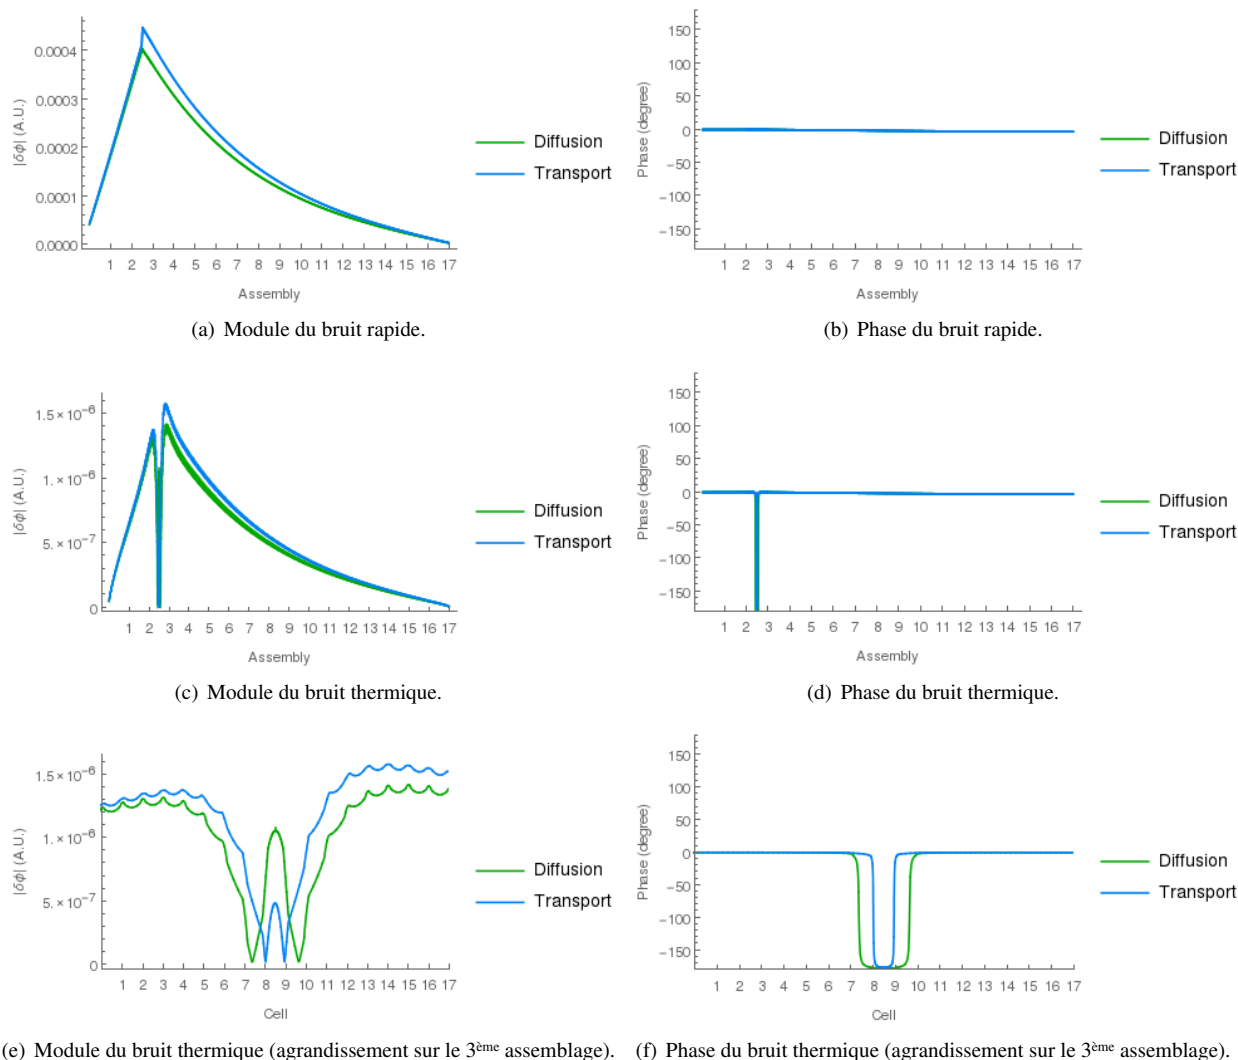 |δϕ| (A.U.)
0.0004
0.0003
0.0002
0.0001
0.0000
1 2 3 4 5 6 7 8 9 10 11 12 13 14 15 16 17
Assembly
Diffusion
Transport
(a) Module du bruit rapide.
Phase (degree)
150
100
50
0
−50
−100
−150
1 2 3 4 5 6 7 8 9 10 11 12 13 14 15 16 17
Assembly
Diffusion
Transport
(b) Phase du bruit rapide.
|δϕ| (A.U.)
1.5 × 10⁻⁶
1. × 10⁻⁶
5. × 10⁻⁷
0
1 2 3 4 5 6 7 8 9 10 11 12 13 14 15 16 17
Assembly
Diffusion
Transport
(c) Module du bruit thermique.
Phase (degree)
150
100
50
0
−50
−100
−150
1 2 3 4 5 6 7 8 9 10 11 12 13 14 15 16 17
Assembly
Diffusion
Transport
(d) Phase du bruit thermique.
|δϕ| (A.U.)
1.5 × 10⁻⁶
1. × 10⁻⁶
5. × 10⁻⁷
0
1 2 3 4 5 6 7 8 9 10 11 12 13 14 15 16 17
Cell
Diffusion
Transport
(e) Module du bruit thermique (agrandissement sur le 3ème assemblage).
Phase (degree)
150
100
50
0
−50
−100
−150
1 2 3 4 5 6 7 8 9 10 11 12 13 14 15 16 17
Cell
Diffusion
Transport
(f) Phase du bruit thermique (agrandissement sur le 3ème assemblage).